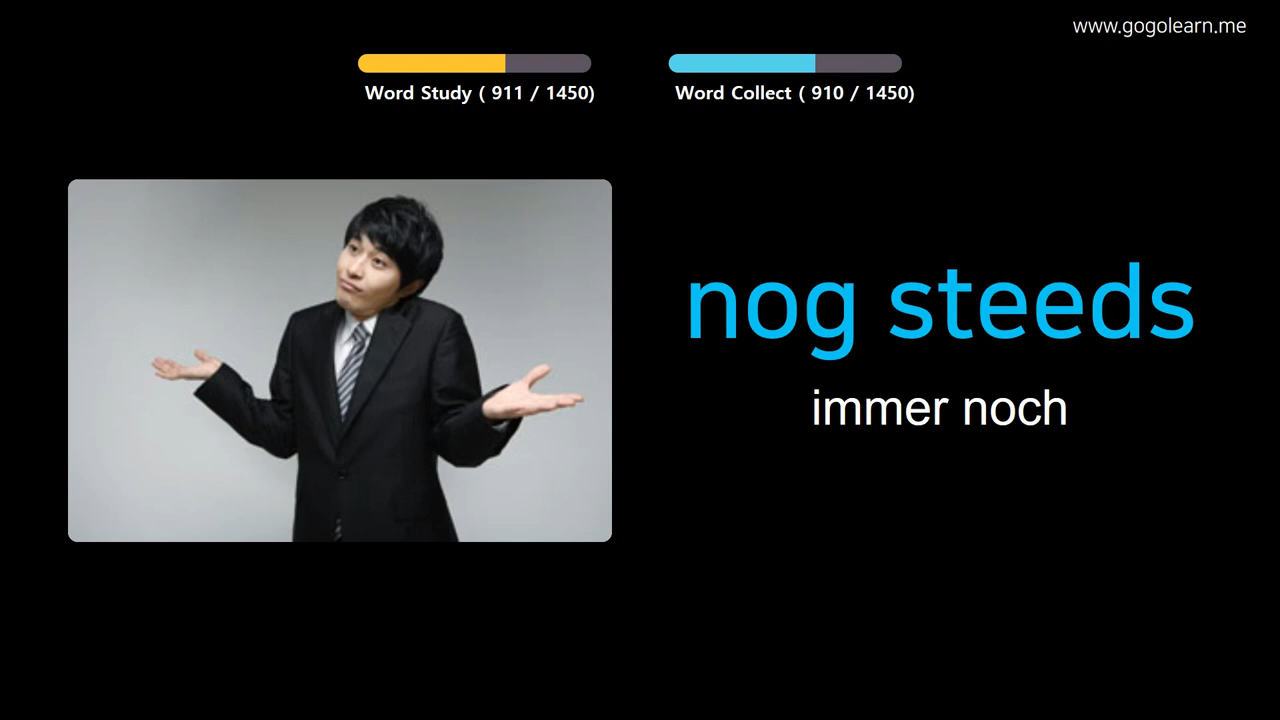 www.gogolearn.me
Word Study ( 911 / 1450)
Word Collect ( 910 / 1450)
nog steeds
immer noch